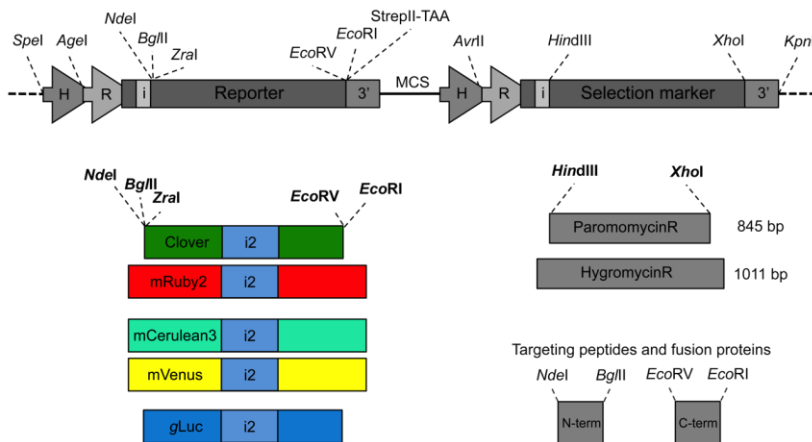 SpeI AgeI NdeI BglII ZraI EcoRV EcoRI StrepII-TAA AvrII HindIII XhoI Kpn
H R i Reporter 3' MCS H R i Selection marker 3'
NdeI BglII ZraI EcoRV EcoRI
Clover i2
mRuby2 i2
mCerulean3 i2
mVenus i2
gLuc i2
HindIII XhoI
ParomomycinR 845 bp
HygromycinR 1011 bp
Targeting peptides and fusion proteins
NdeI BglII EcoRV EcoRI
N-term C-term